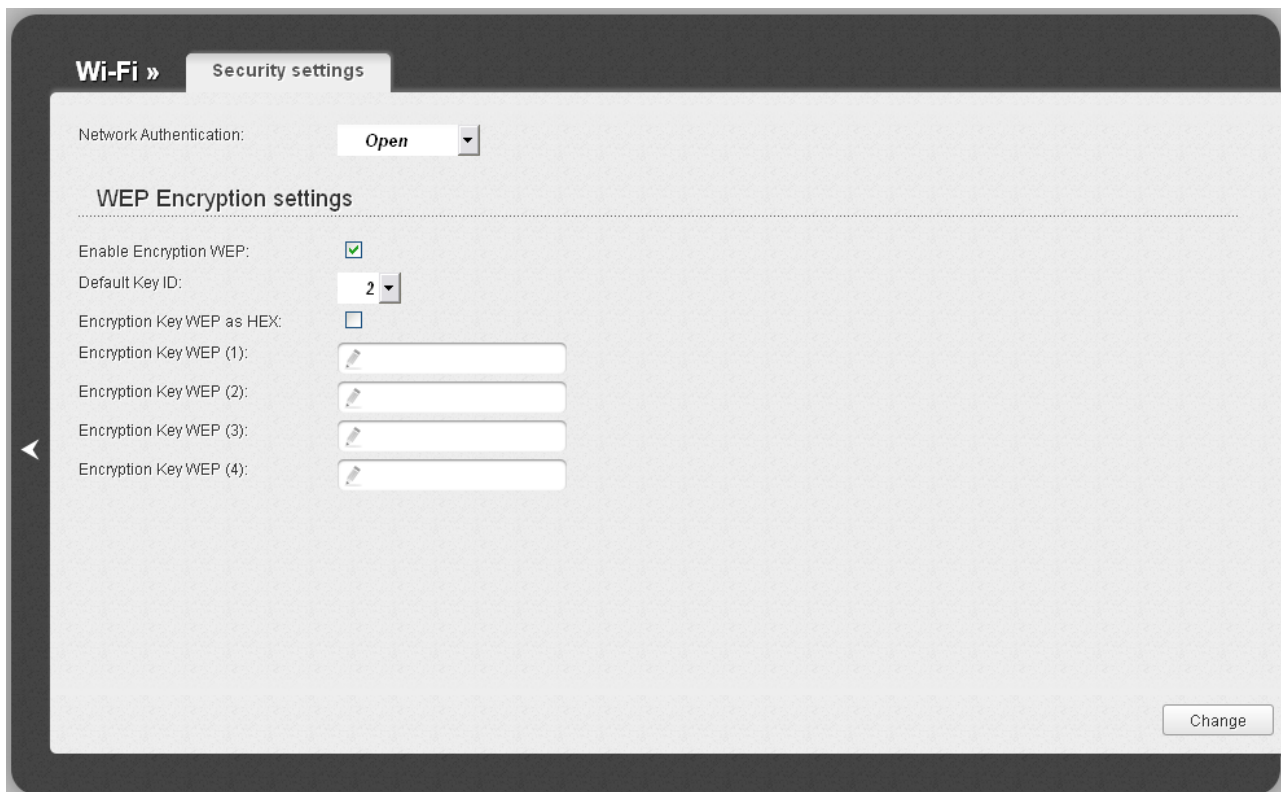 Wi-Fi »
Security settings
Network Authentication: Open
WEP Encryption settings
Enable Encryption WEP:
Default Key ID: 2
Encryption Key WEP as HEX:
Encryption Key WEP (1):
Encryption Key WEP (2):
Encryption Key WEP (3):
Encryption Key WEP (4):
Change